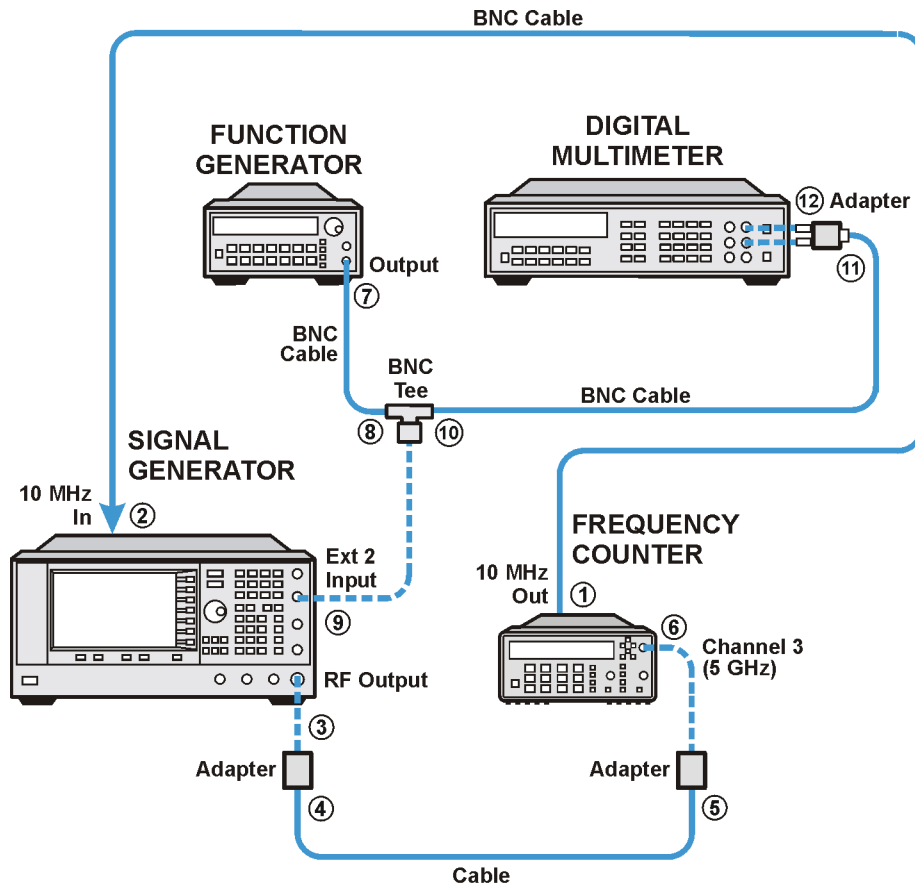 BNC Cable
FUNCTION
GENERATOR
DIGITAL
MULTIMETER
12 Adapter
11
Output
7
BNC
Cable
BNC
Tee
BNC Cable
8
10
SIGNAL
GENERATOR
10 MHz
In
2
Ext 2
Input
9
FREQUENCY
COUNTER
10 MHz
Out
1
6
Channel 3
(5 GHz)
RF Output
3
Adapter
4
Adapter
5
Cable